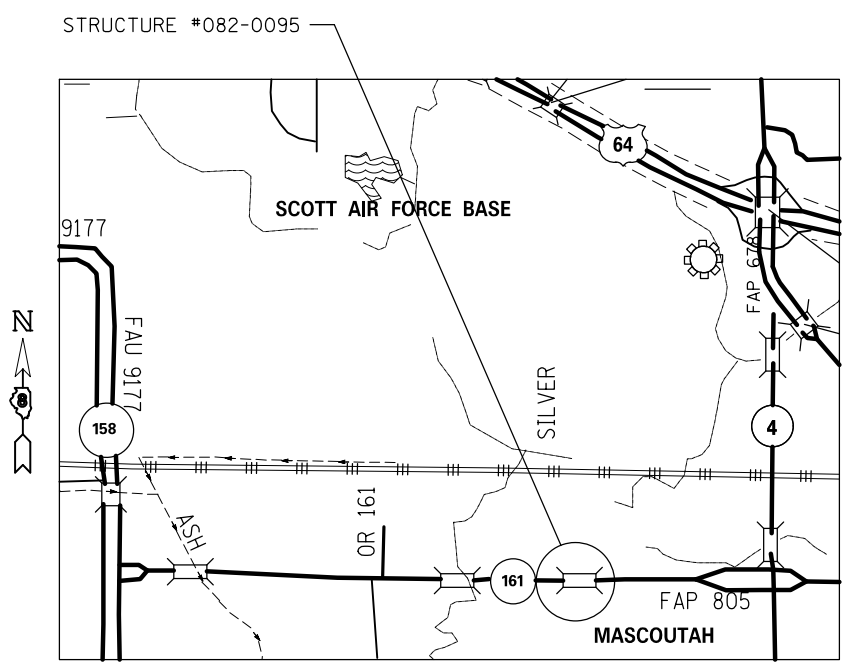 STRUCTURE #082-0095
64
SCOTT AIR FORCE BASE
9177
FAP 678
N
8
FAU 9177
158
SILVER
4
OR 161
ASH
161
FAP 805
MASCOUTAH